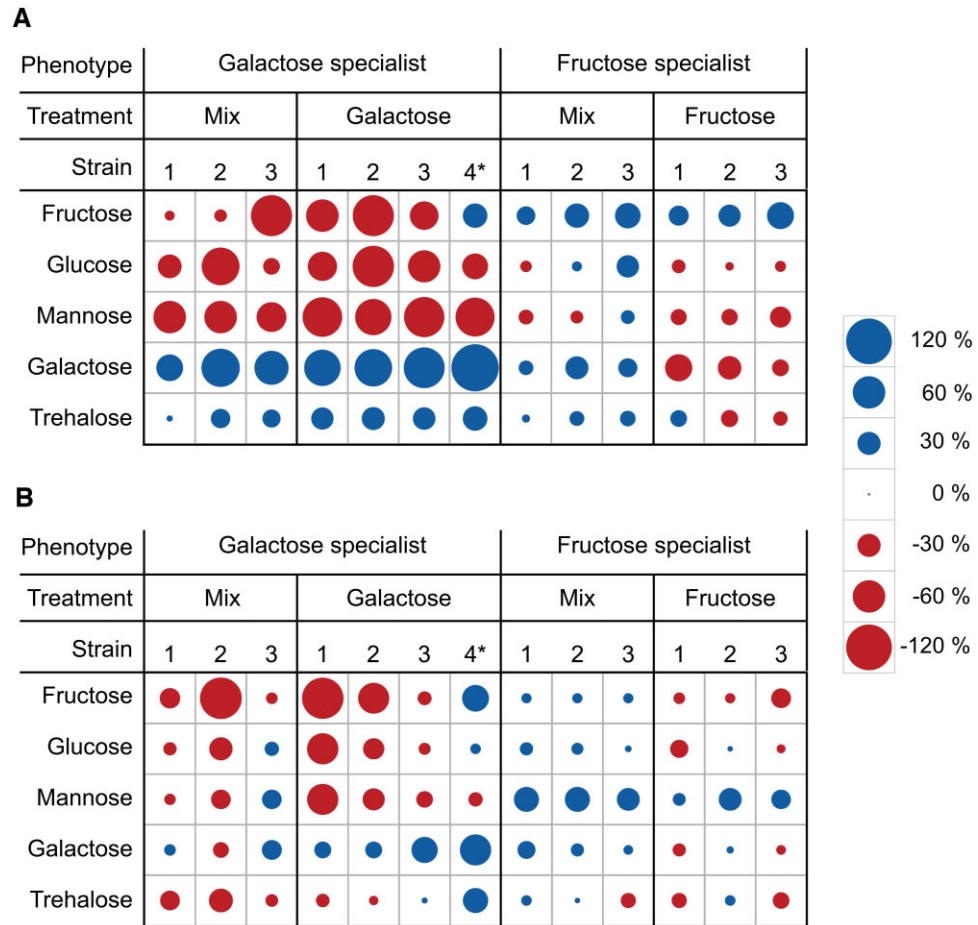 A
Phenotype Galactose specialist Fructose specialist
Treatment Mix Galactose Mix Fructose
Strain 1 2 3 1 2 3 4* 1 2 3 1 2 3
Fructose
Glucose
Mannose
Galactose
Trehalose
120 %
60 %
30 %
0 %
-30 %
-60 %
-120 %
B
Phenotype Galactose specialist Fructose specialist
Treatment Mix Galactose Mix Fructose
Strain 1 2 3 1 2 3 4* 1 2 3 1 2 3
Fructose
Glucose
Mannose
Galactose
Trehalose